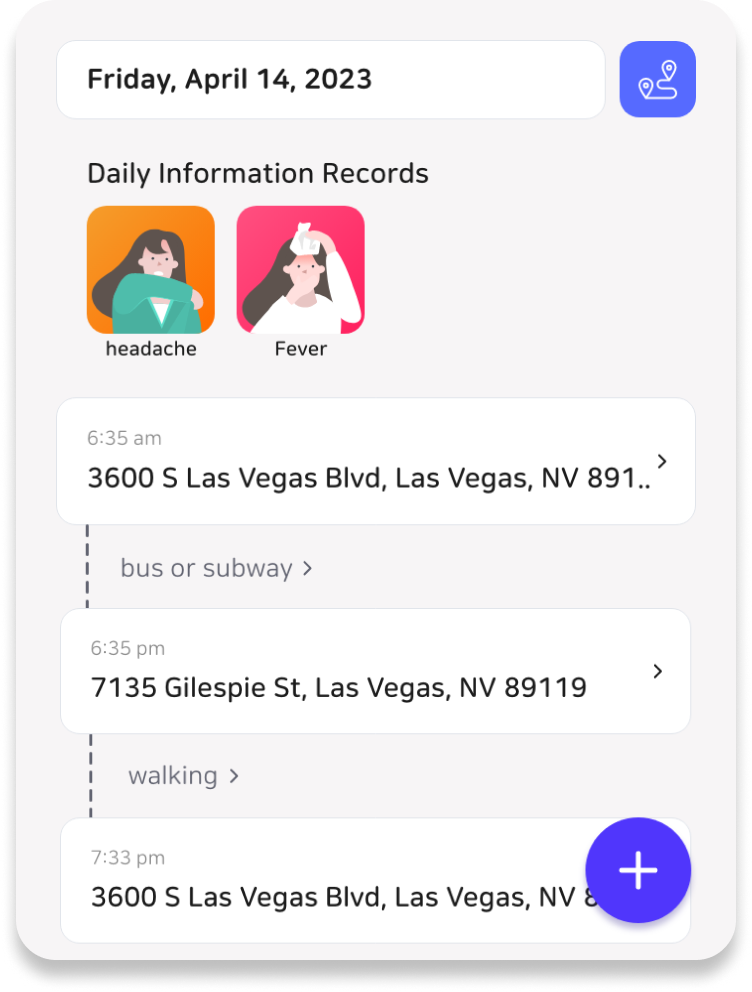 Friday, April 14, 2023
Daily Information Records
headache
Fever
6:35 am
3600 S Las Vegas Blvd, Las Vegas, NV 891..
bus or subway >
6:35 pm
7135 Gilespie St, Las Vegas, NV 89119
walking >
7:33 pm
3600 S Las Vegas Blvd, Las Vegas, NV